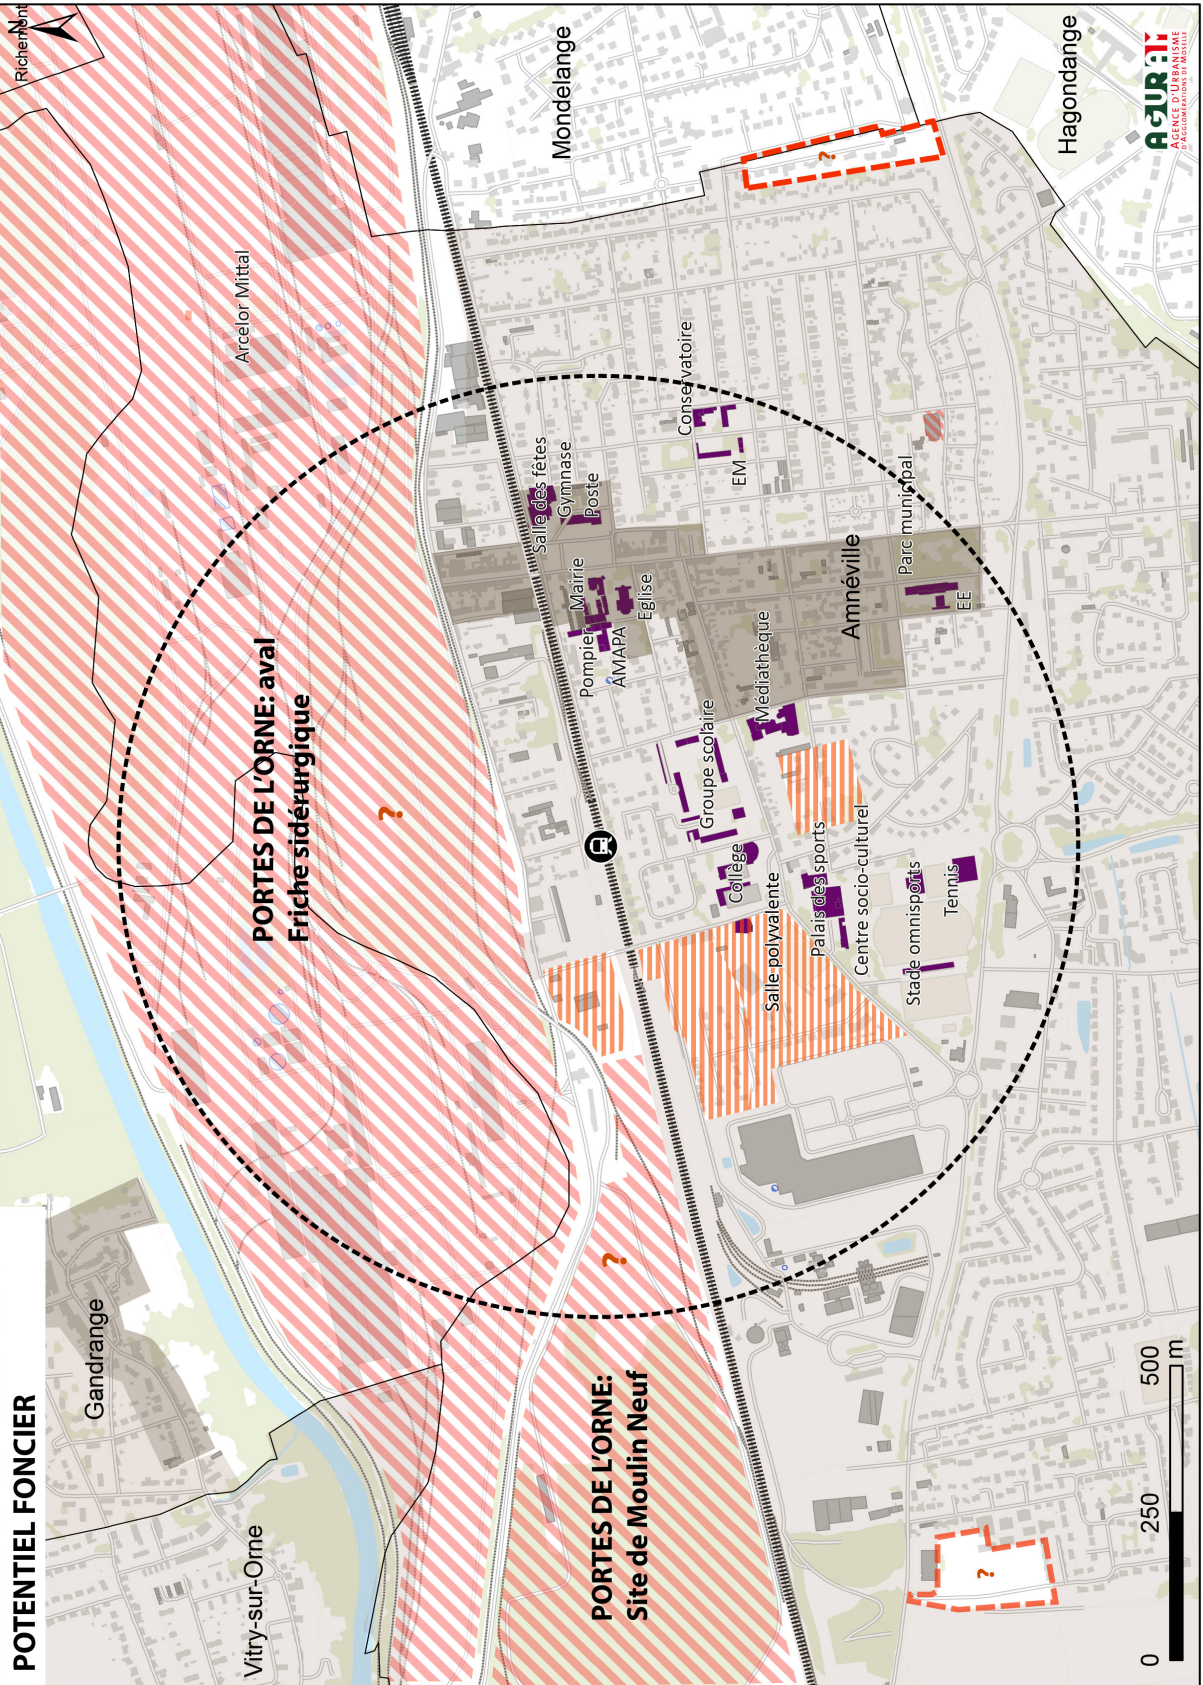 POTENTIEL FONCIER
Richemont
N
Gandrange
Vitry-sur-Orne
Arcelor Mittal
PORTES DE L'ORNE: aval
Friche sidérurgique
?
?
PORTES DE L'ORNE:
Site de Moulin Neuf
Mondelange
Hagondange
?
Salle des fêtes
Gymnase
Poste
Conservatoire
EM
Pompier
Mairie
AMAPA
Eglise
Médiathèque
Groupe scolaire
Collège
Salle polyvalente
Palais des sports
Centre socio-culturel
Stade omnisports
Tennis
Amnéville
Parc municipal
EE
?
0 250 500
m
AGURAM
AGENCE D'URBANISME
D'AGGLOMÉRATIONS DE MOSELLE